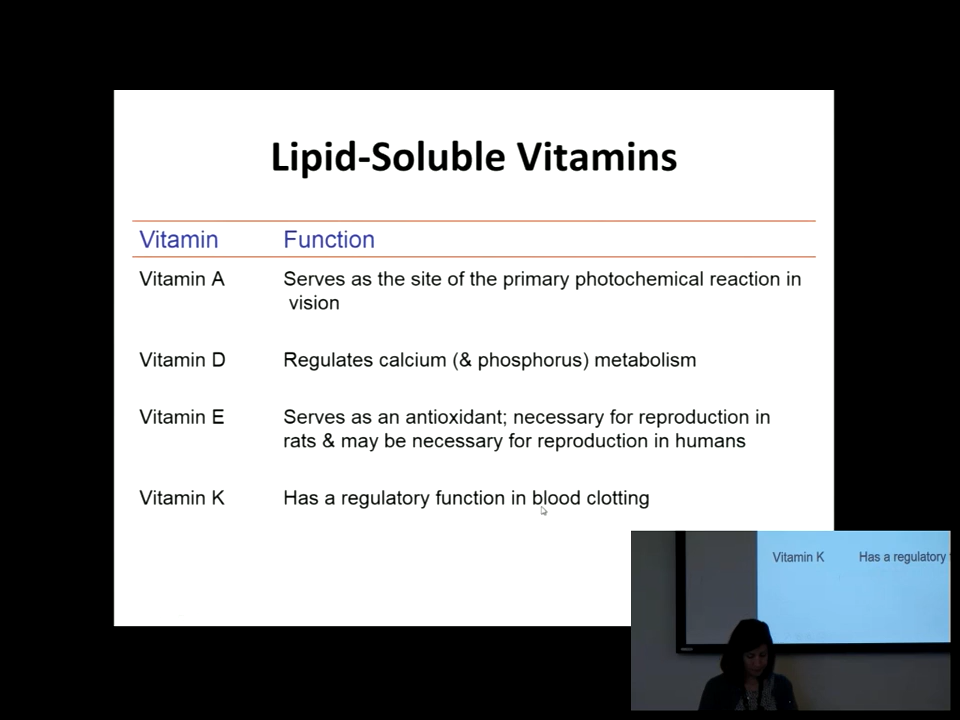 Lipid-Soluble Vitamins
Vitamin Function
Vitamin A Serves as the site of the primary photochemical reaction in
vision
Vitamin D Regulates calcium (& phosphorus) metabolism
Vitamin E Serves as an antioxidant; necessary for reproduction in
rats & may be necessary for reproduction in humans
Vitamin K Has a regulatory function in blood clotting
Vitamin K Has a regulatory